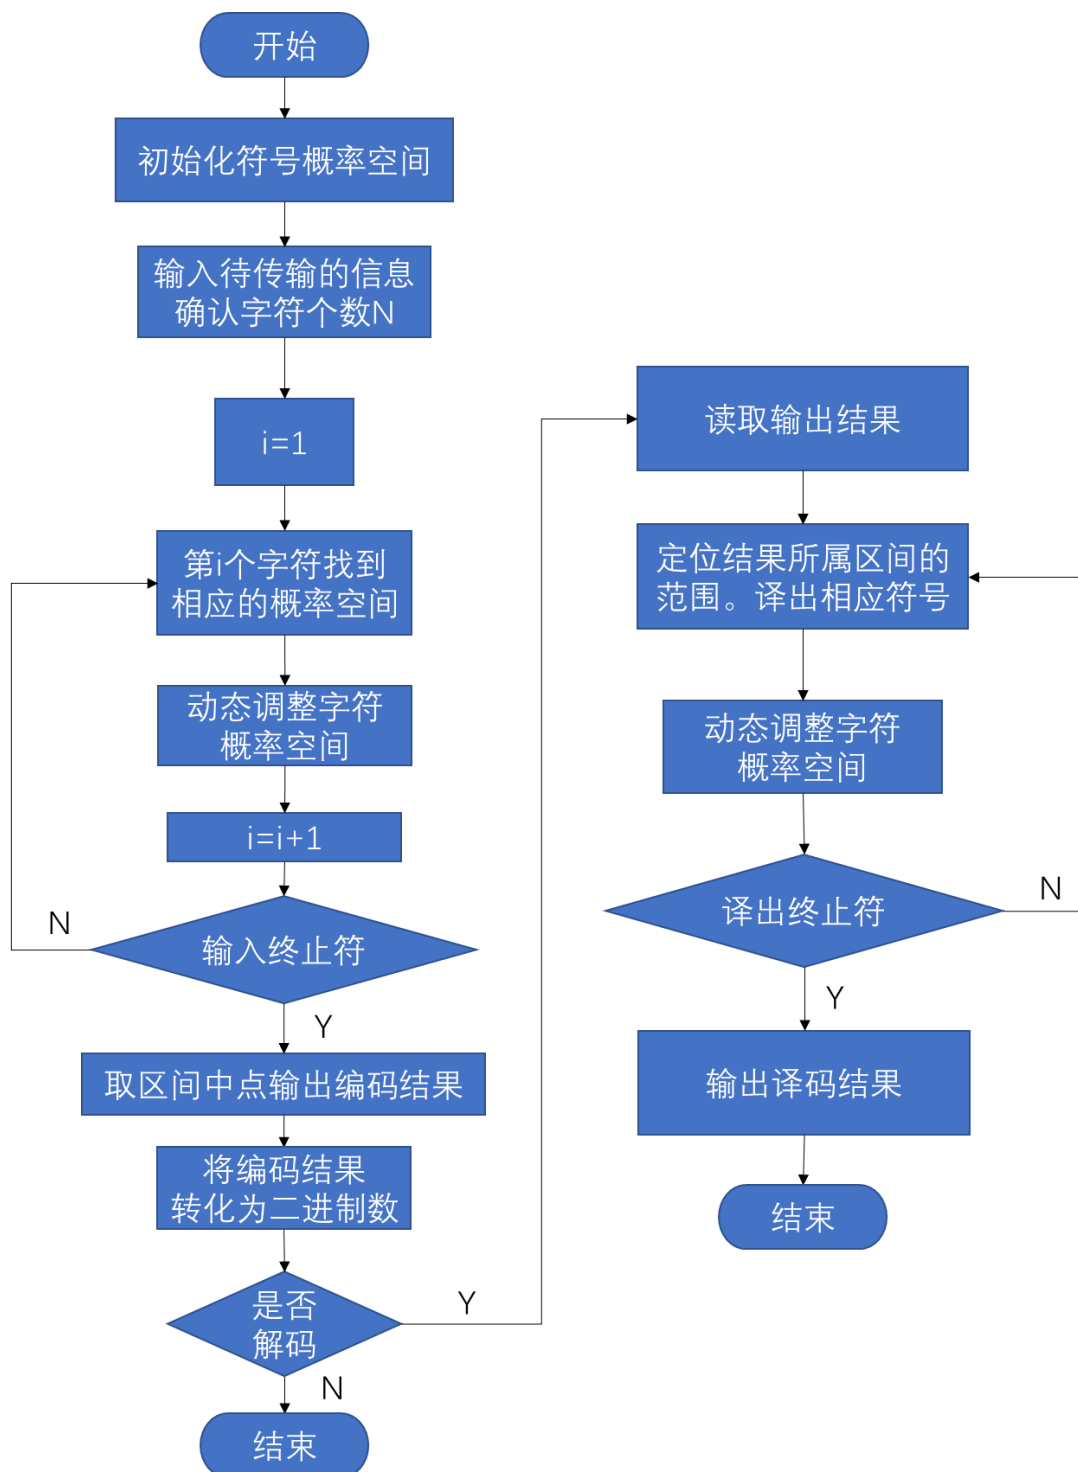 开始
初始化符号概率空间
输入待传输的信息
确认字符个数N
i=1
第i个字符找到
相应的概率空间
动态调整字符
概率空间
i=i+1
输入终止符
N
Y
取区间中点输出编码结果
将编码结果
转化为二进制数
是否
解码
Y
N
结束
读取输出结果
定位结果所属区间的
范围。译出相应符号
动态调整字符
概率空间
译出终止符
N
Y
输出译码结果
结束